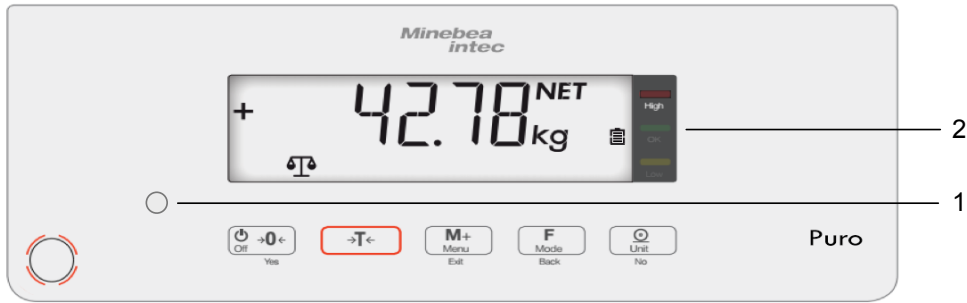 Minebea
intec
+ 42.78 NET
kg
High
OK
Low
2
1
→0← →T← M+ F
Off Menu Mode Unit
Yes Exit Back No
Puro